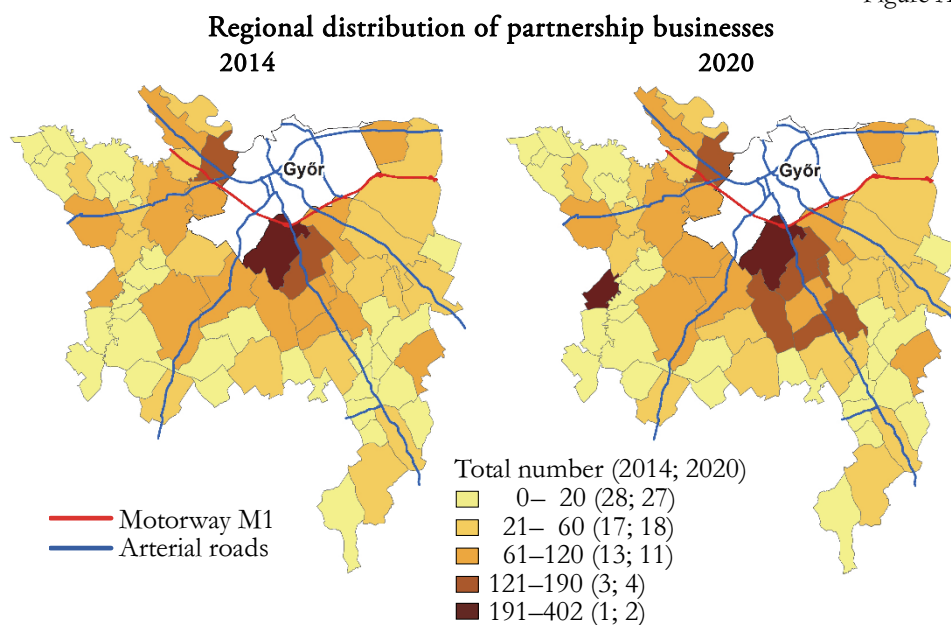 Figure A
Regional distribution of partnership businesses
2014 2020
Győr Győr
Total number (2014; 2020)
0– 20 (28; 27)
21– 60 (17; 18)
61–120 (13; 11)
121–190 (3; 4)
191–402 (1; 2)
Motorway M1
Arterial roads